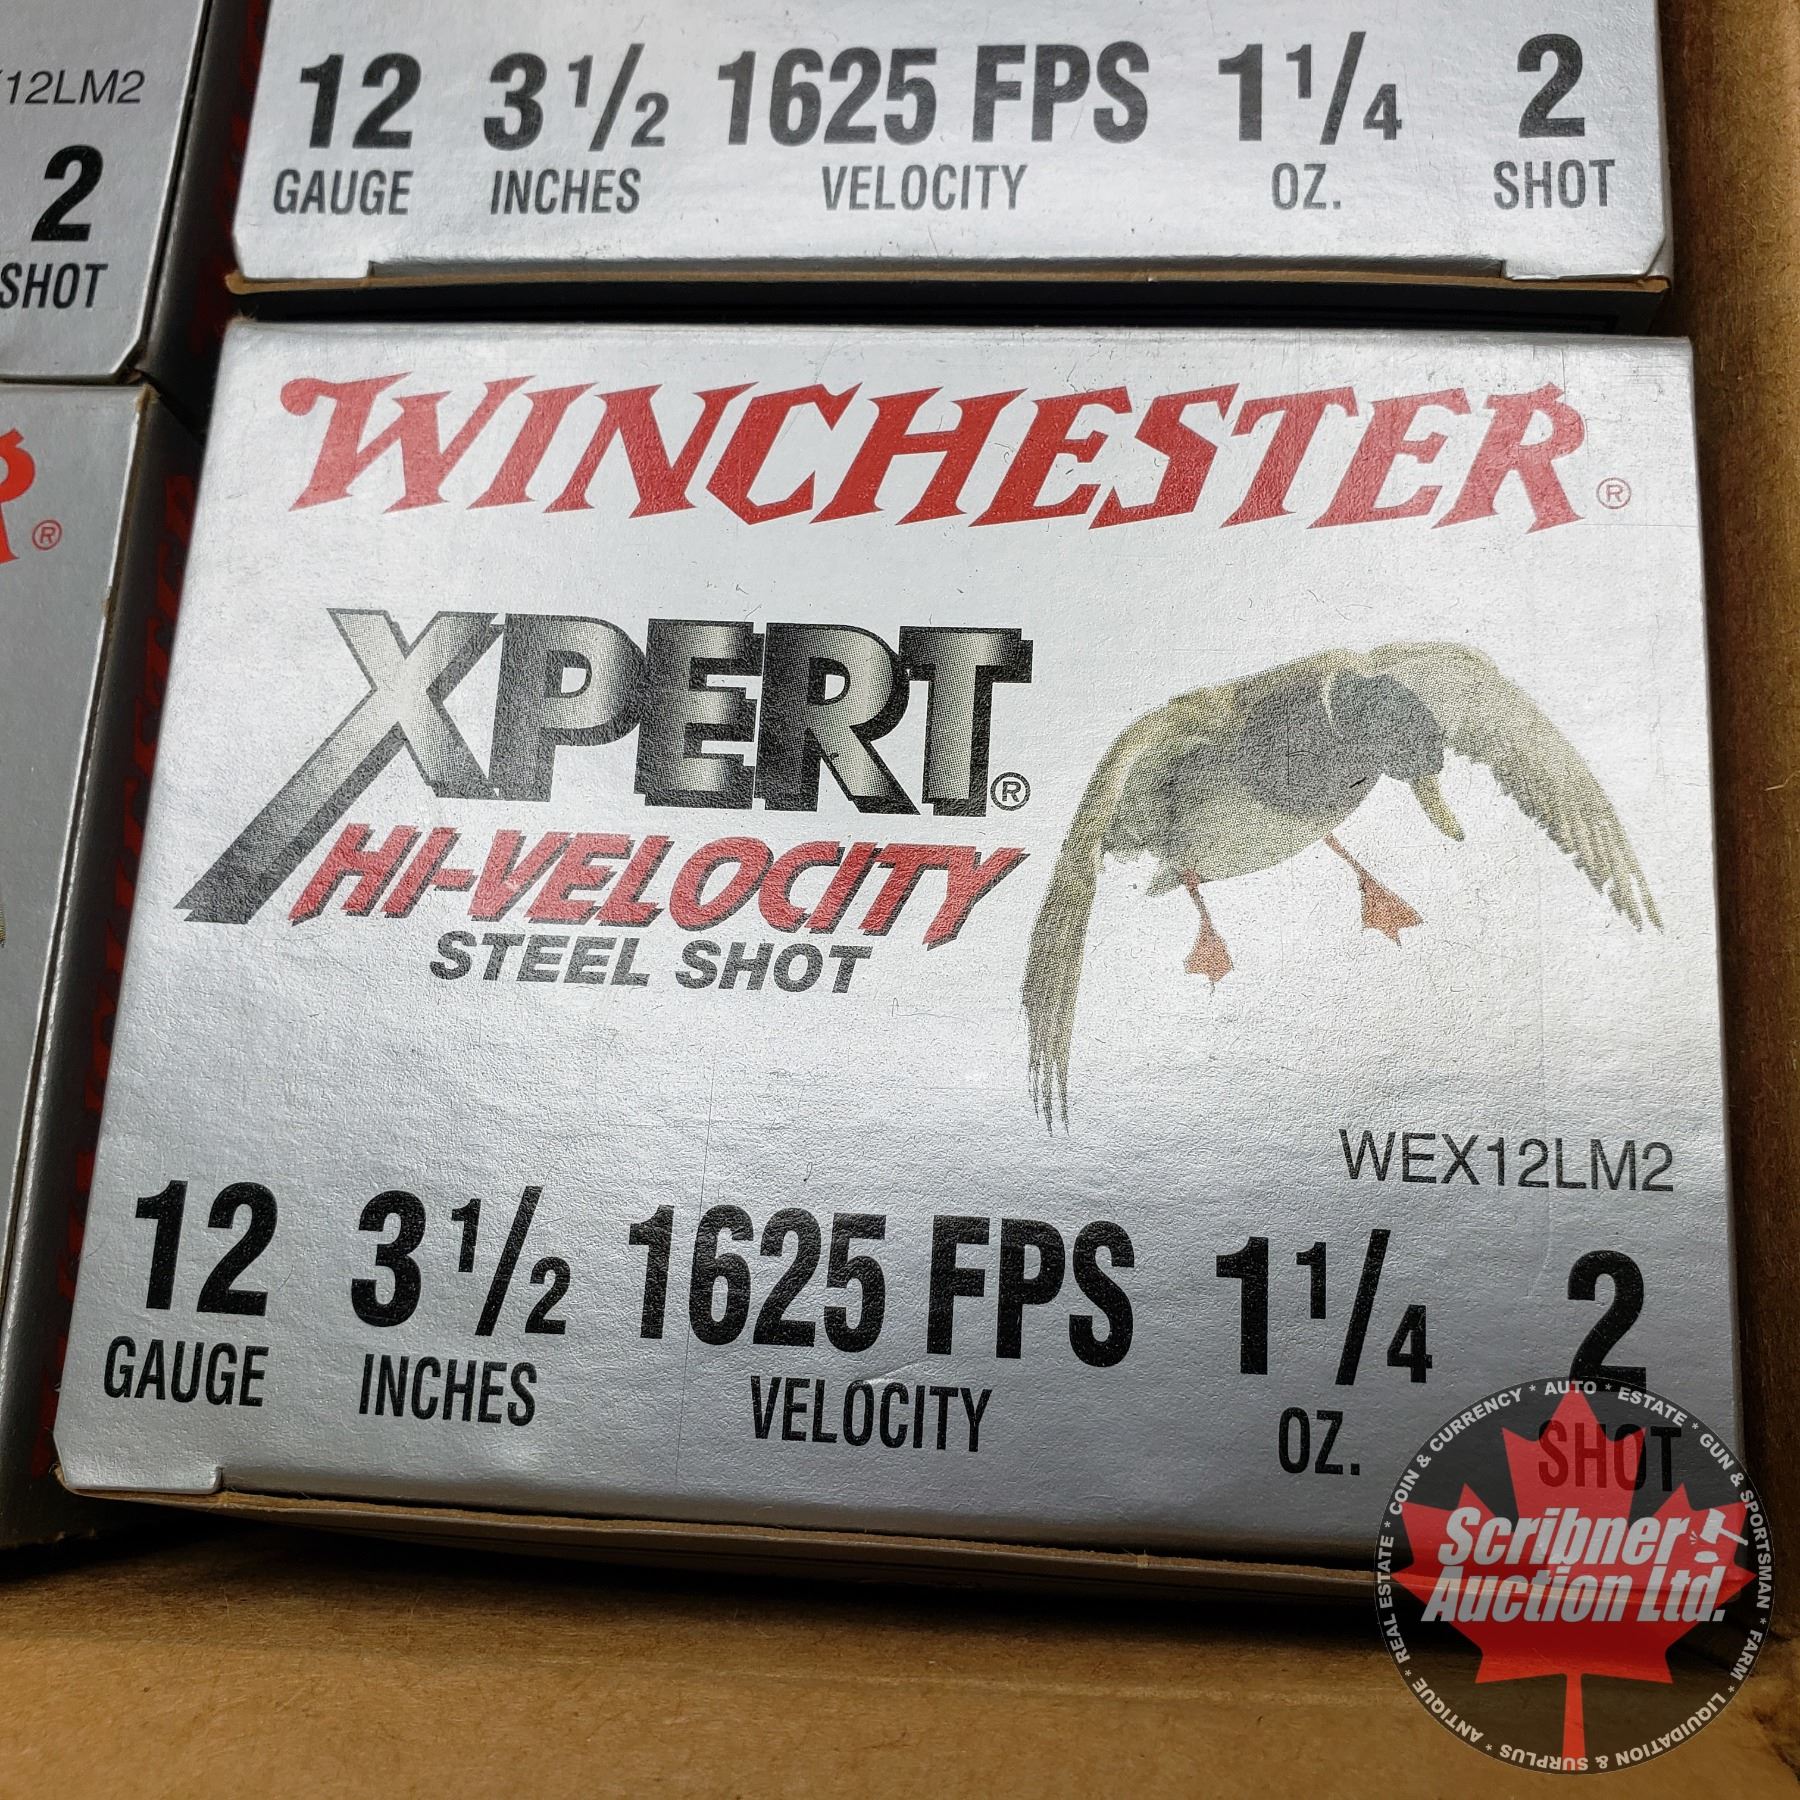 12 3 1/2 1625 FPS 1 1/4 2
GAUGE INCHES VELOCITY OZ. SHOT
12LM2
2
SHOT
R®
WINCHESTER®
XPERT®
HI-VELOCITY
STEEL SHOT
WEX12LM2
12 3 1/2 1625 FPS 1 1/4 2
GAUGE INCHES VELOCITY OZ. SHOT
Scribner
Auction Ltd.
COIN & CURRENCY * AUTO * ESTATE * GUN & SPORTSMAN * FARM * LIQUIDATION & SURPLUS * ANTIQUE * REAL ESTATE *